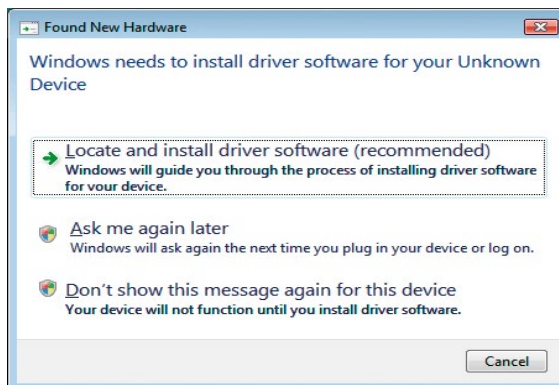 Found New Hardware
Windows needs to install driver software for your Unknown
Device
Locate and install driver software (recommended)
Windows will guide you through the process of installing driver software
for your device.
Ask me again later
Windows will ask again the next time you plug in your device or log on.
Don't show this message again for this device
Your device will not function until you install driver software.
Cancel